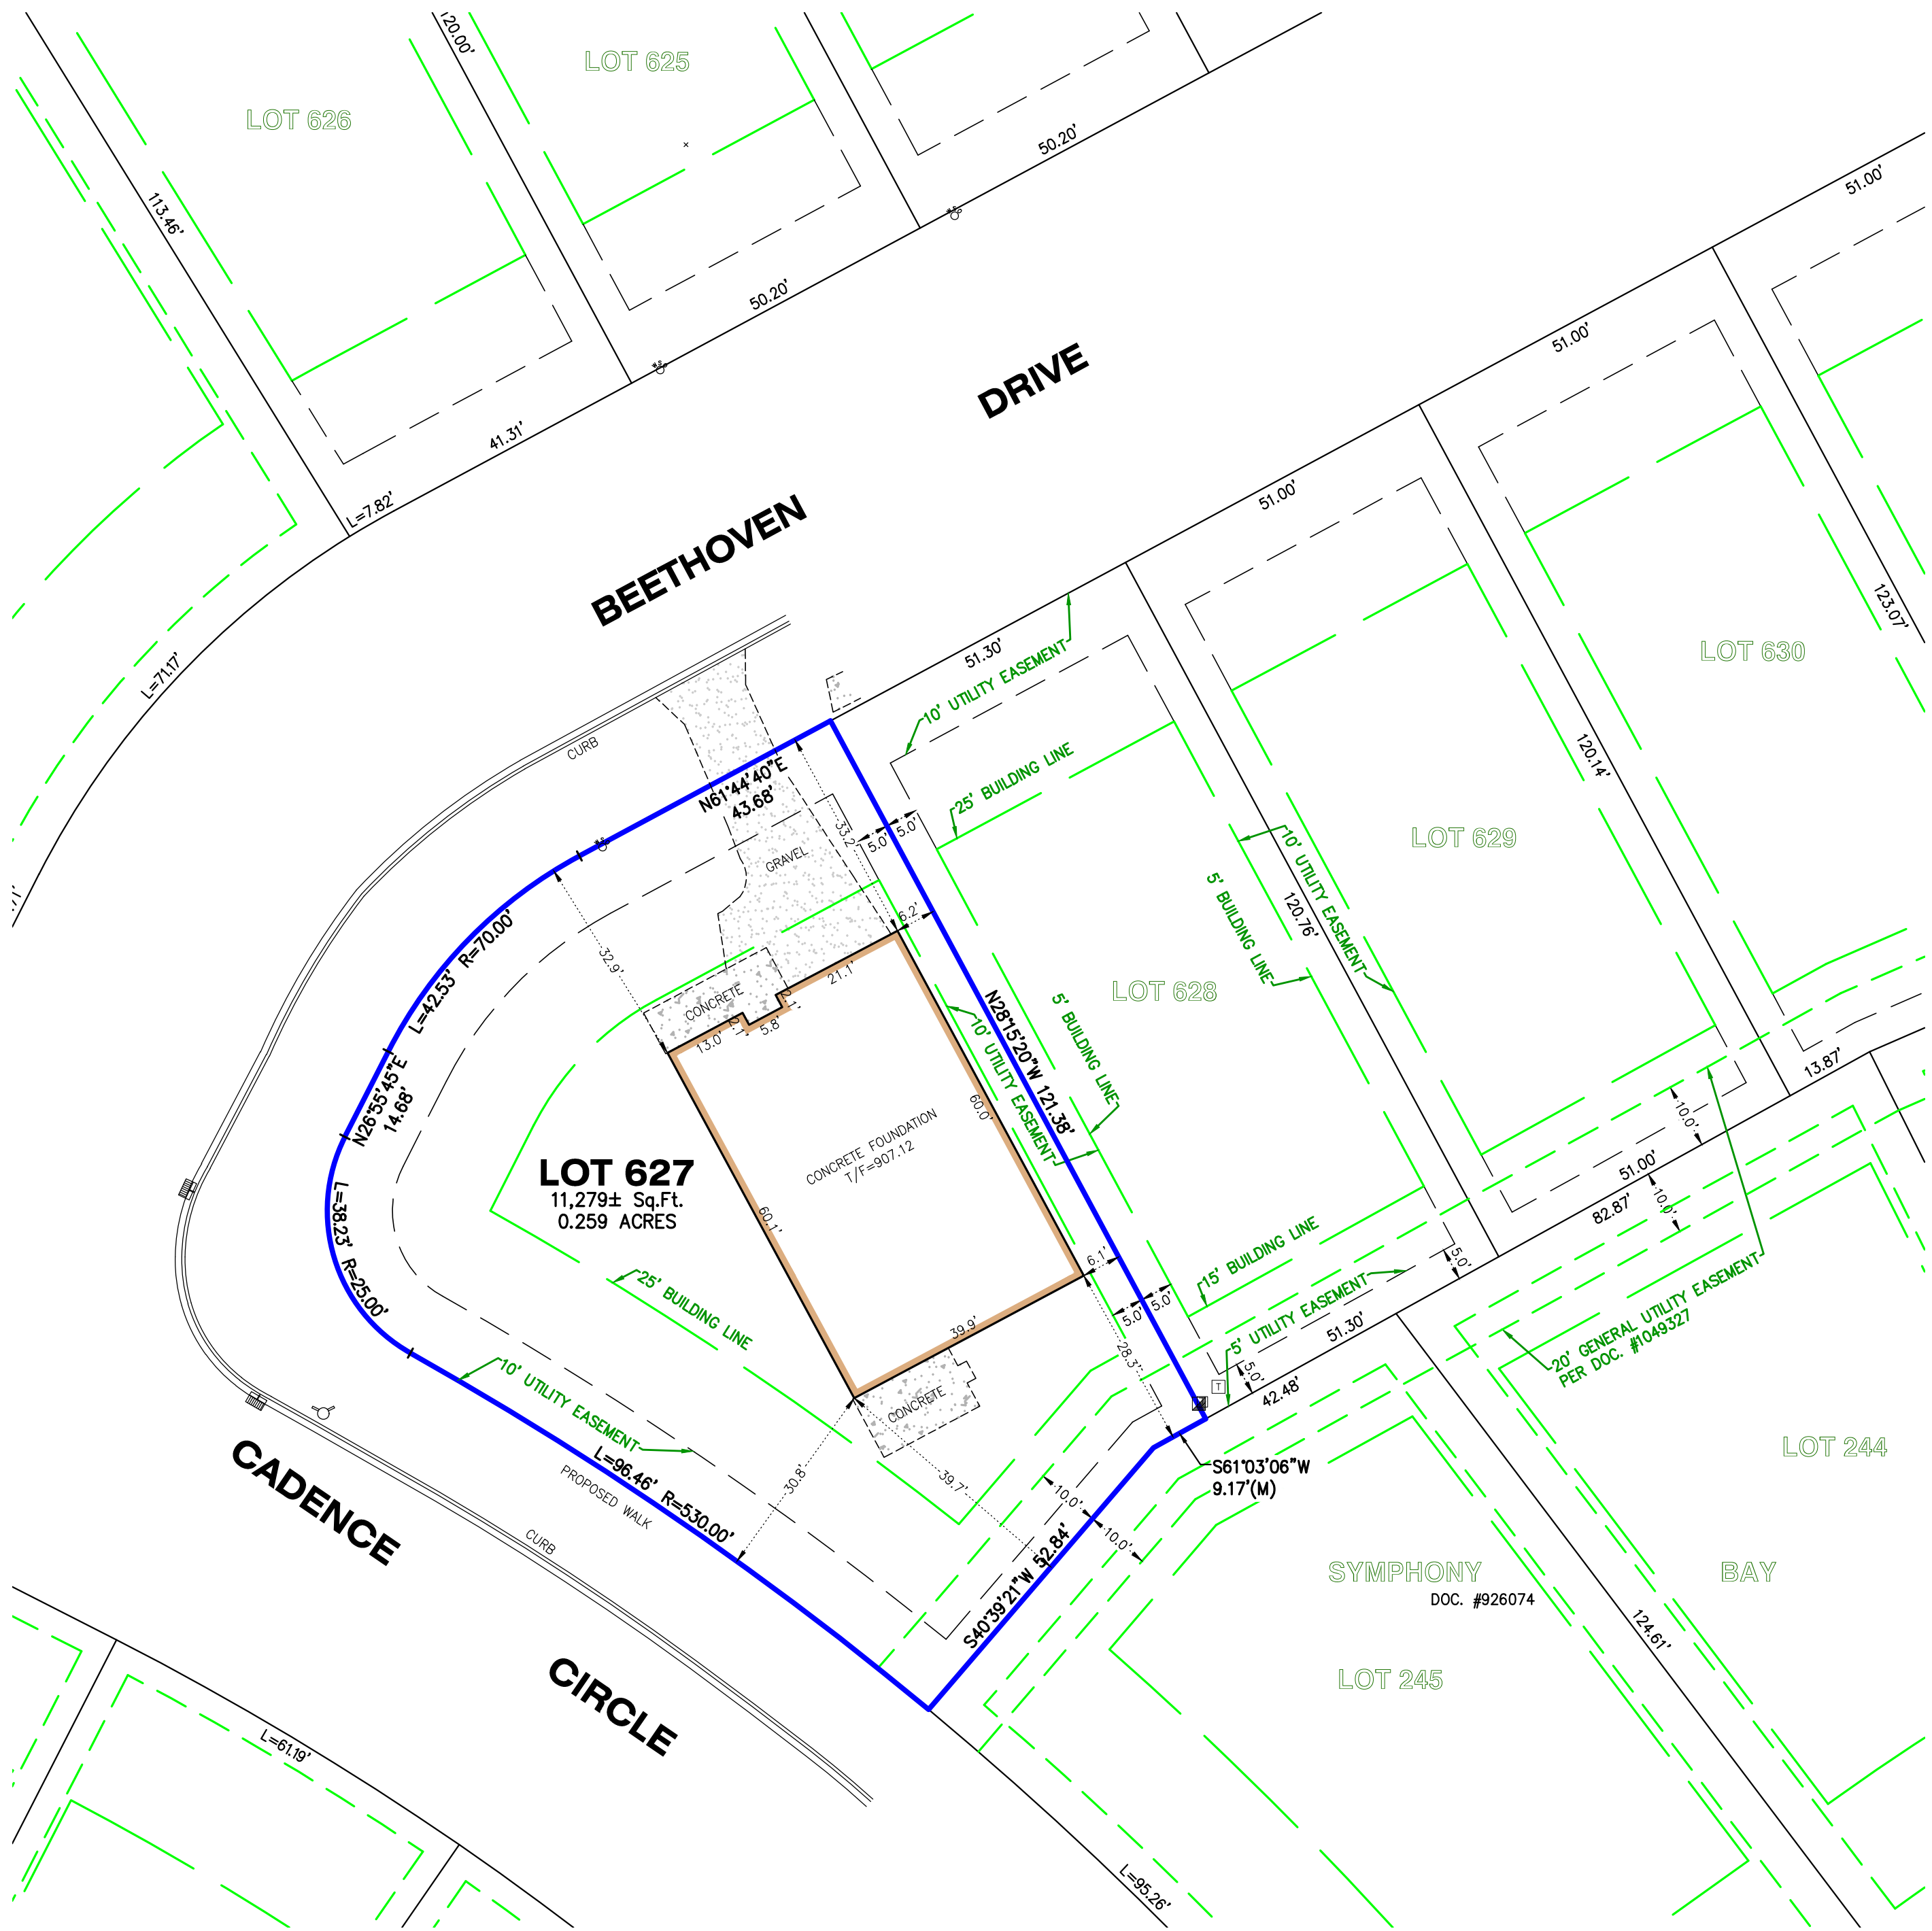 120.00'
LOT 625
LOT 626
113.46'
50.20'
51.00'
50.20'
51.00'
41.31'
DRIVE
L=7.82'
BEETHOVEN
51.00'
123.07'
LOT 630
L=71.17'
51.30'
10' UTILITY EASEMENT
120.14'
CURB
25' BUILDING LINE
N61°44'40"E
43.68'
33.2'
5.0'
5.0'
GRAVEL
LOT 629
10' UTILITY EASEMENT
5' BUILDING LINE
120.76'
6.2'
L=42.53' R=70.00'
32.9'
21.1'
CONCRETE
2.1'
2.1'
5.8'
13.0'
LOT 628
N28°15'20"W 121.38'
5' BUILDING LINE
10' UTILITY EASEMENT
60.0'
N26°55'45"E
14.68'
CONCRETE FOUNDATION
T/F=907.12
LOT 627
11,279± Sq.Ft.
0.259 ACRES
60.1'
13.87'
10.0'
51.00'
82.87'
10.0'
L=38.23' R=25.00'
25' BUILDING LINE
6.1'
5.0'
5.0'
15' BUILDING LINE
5.0'
5' UTILITY EASEMENT
51.30'
39.9'
28.3'
5.0'
42.48'
T
20' GENERAL UTILITY EASEMENT
PER DOC. #1049327
10' UTILITY EASEMENT
CONCRETE
LOT 244
CADENCE
L=96.46' R=530.00'
PROPOSED WALK
30.8'
39.7'
10.0'
10.0'
S61°03'06"W
9.17'(M)
CURB
S40°39'21"W 52.84'
SYMPHONY
BAY
DOC. #926074
124.61'
LOT 245
CIRCLE
L=61.19'
L=95.26'